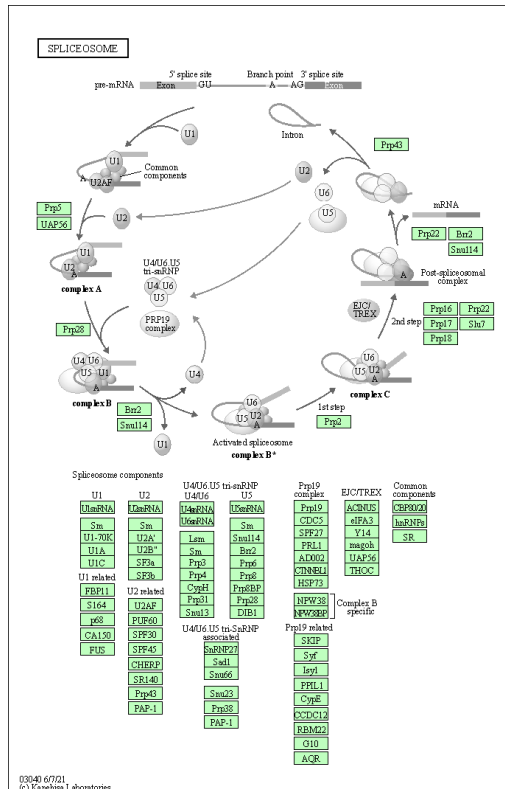 SPLICEOSOME
5' splice site Branch point 3' splice site
pre-mRNA Exon GU A AG Exon
U1
Intron
Prp43
U1
A U2AF
Common
components
U2
U6
U5
Prp5
UAP56
U2
mRNA
Prp22 Brr2
Snu114
U1
U2
A
complex A
U4/U6.U5
tri-snRNP
U4 U6
U5
PRP19
complex
A
Post-spliceosomal
complex
EJC/
TREX
2nd step
Prp16 Prp22
Prp17 Slu7
Prp18
Prp28
U4 U6
U5 U1
A
complex B
U4
Brr2
Snu114
U1
U6
U5 U2
A
Activated spliceosome
complex B*
1st step
Prp2
U6
U5 U2
A
complex C
Spliceosome components
U1
U1snRNA
Sm
U1-70K
U1A
U1C
U1 related
FBP11
S164
p68
CA150
FUS
U2
U2snRNA
Sm
U2A'
U2B"
SF3a
SF3b
U2 related
U2AF
PUF60
SPF30
SPF45
CHERP
SR140
Prp43
PAP-1
U4/U6.U5 tri-snRNP
U4/U6
U4snRNA
U6snRNA
Lsm
Sm
Prp3
Prp4
CypH
Prp31
Snu13
U5
U5snRNA
Sm
Snu114
Brr2
Prp6
Prp8
Prp8BP
Prp28
DIB1
U4/U6.U5 tri-SnRNP
associated
SnRNP27
Sad1
Snu66
Snu23
Prp38
PAP-1
Prp19
complex
Prp19
CDC5
SPF27
PRL1
AD002
CTNNBL1
HSP73
NPW38
NPW38BP
Complex B
specific
Prp19 related
SKIP
Syf
Isy1
PPIL1
CypE
CCDC12
RBM22
G10
AQR
EJC/TREX
ACINUS
eIFA3
Y14
magoh
UAP56
THOC
Common
components
CBP80/20
hnRNPs
SR
03040 6/7/21
(c) Kanehisa Laboratories